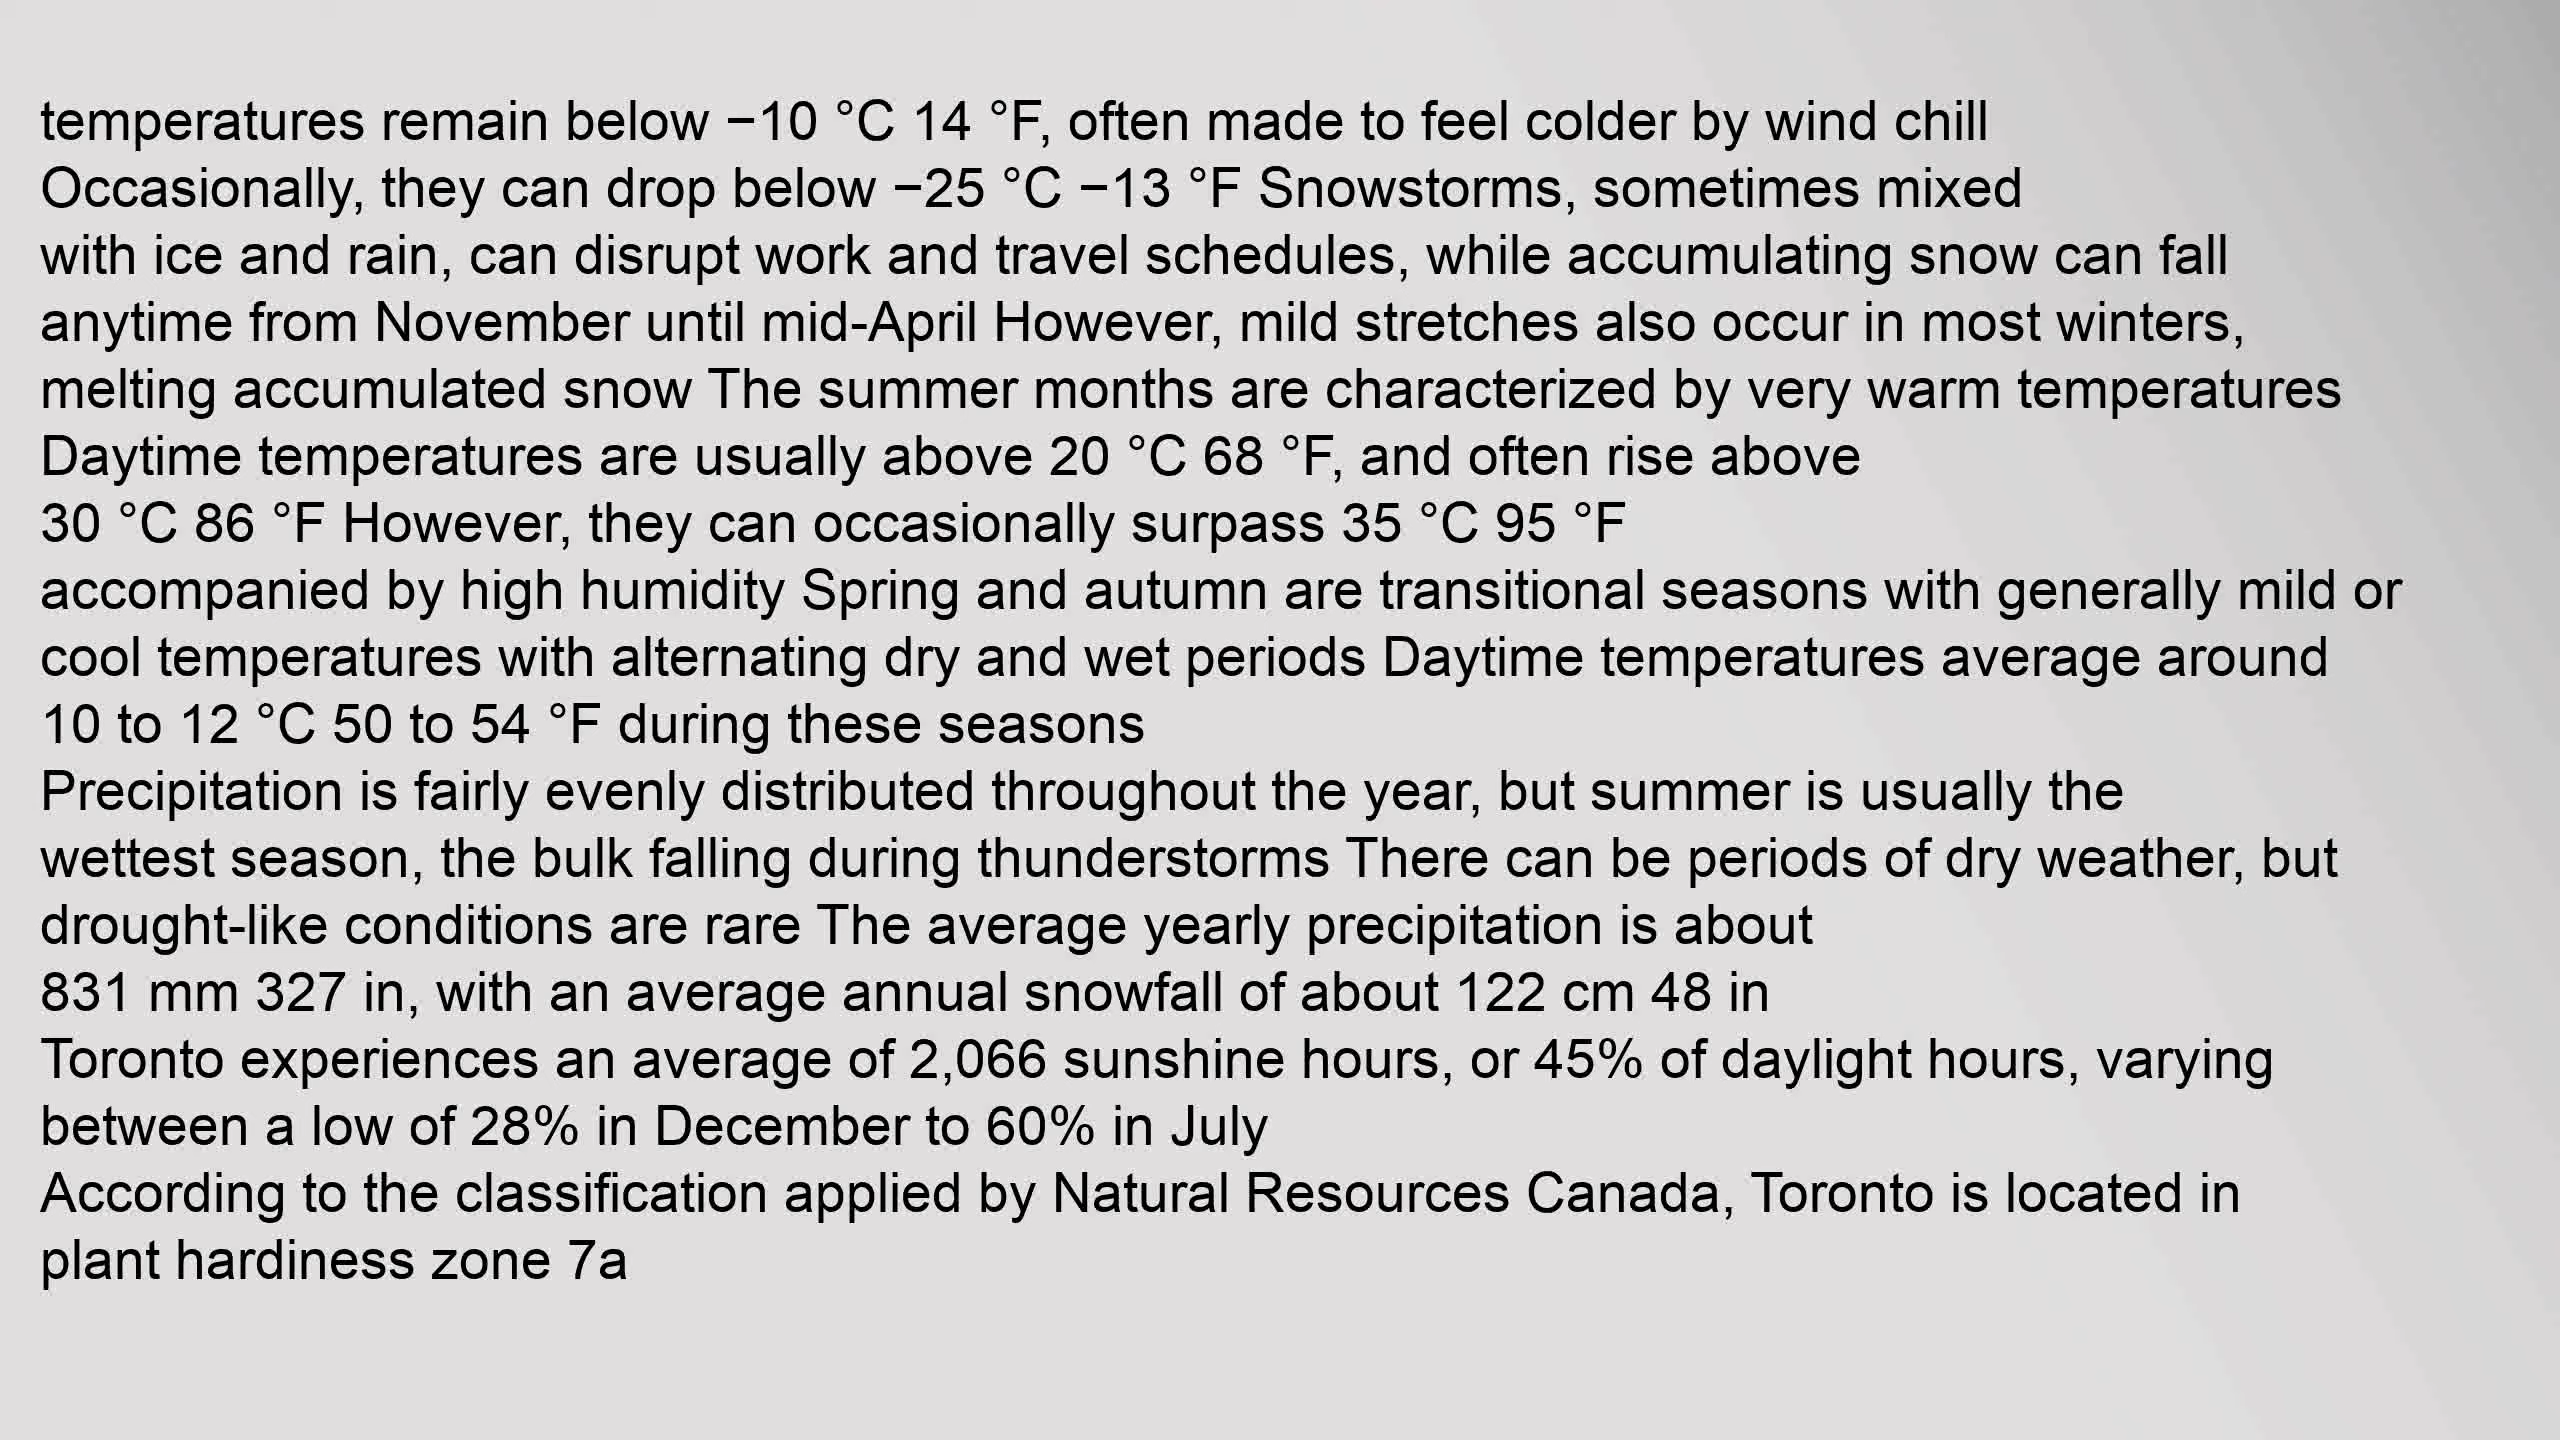 temperatures remain below −10 °C 14 °F, often made to feel colder by wind chill
Occasionally, they can drop below −25 °C −13 °F Snowstorms, sometimes mixed
with ice and rain, can disrupt work and travel schedules, while accumulating snow can fall
anytime from November until mid-April However, mild stretches also occur in most winters,
melting accumulated snow The summer months are characterized by very warm temperatures
Daytime temperatures are usually above 20 °C 68 °F, and often rise above
30 °C 86 °F However, they can occasionally surpass 35 °C 95 °F
accompanied by high humidity Spring and autumn are transitional seasons with generally mild or
cool temperatures with alternating dry and wet periods Daytime temperatures average around
10 to 12 °C 50 to 54 °F during these seasons
Precipitation is fairly evenly distributed throughout the year, but summer is usually the
wettest season, the bulk falling during thunderstorms There can be periods of dry weather, but
drought-like conditions are rare The average yearly precipitation is about
831 mm 327 in, with an average annual snowfall of about 122 cm 48 in
Toronto experiences an average of 2,066 sunshine hours, or 45% of daylight hours, varying
between a low of 28% in December to 60% in July
According to the classification applied by Natural Resources Canada, Toronto is located in
plant hardiness zone 7a